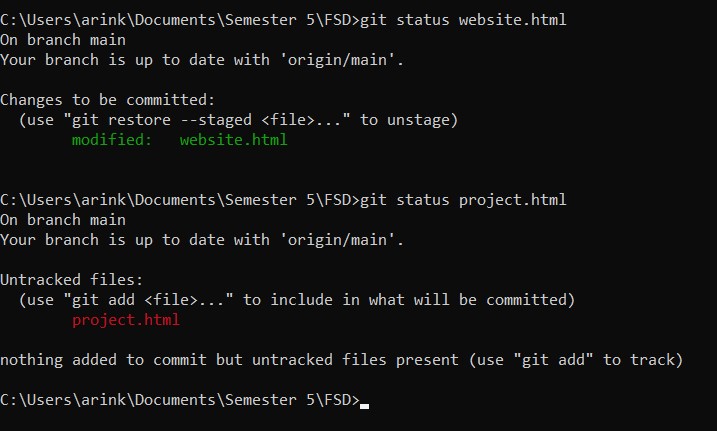 C:\Users\arink\Documents\Semester 5\FSD>git status website.html
On branch main
Your branch is up to date with 'origin/main'.
Changes to be committed:
  (use "git restore --staged <file>..." to unstage)
        modified:   website.html
C:\Users\arink\Documents\Semester 5\FSD>git status project.html
On branch main
Your branch is up to date with 'origin/main'.
Untracked files:
  (use "git add <file>..." to include in what will be committed)
        project.html
nothing added to commit but untracked files present (use "git add" to track)
C:\Users\arink\Documents\Semester 5\FSD>